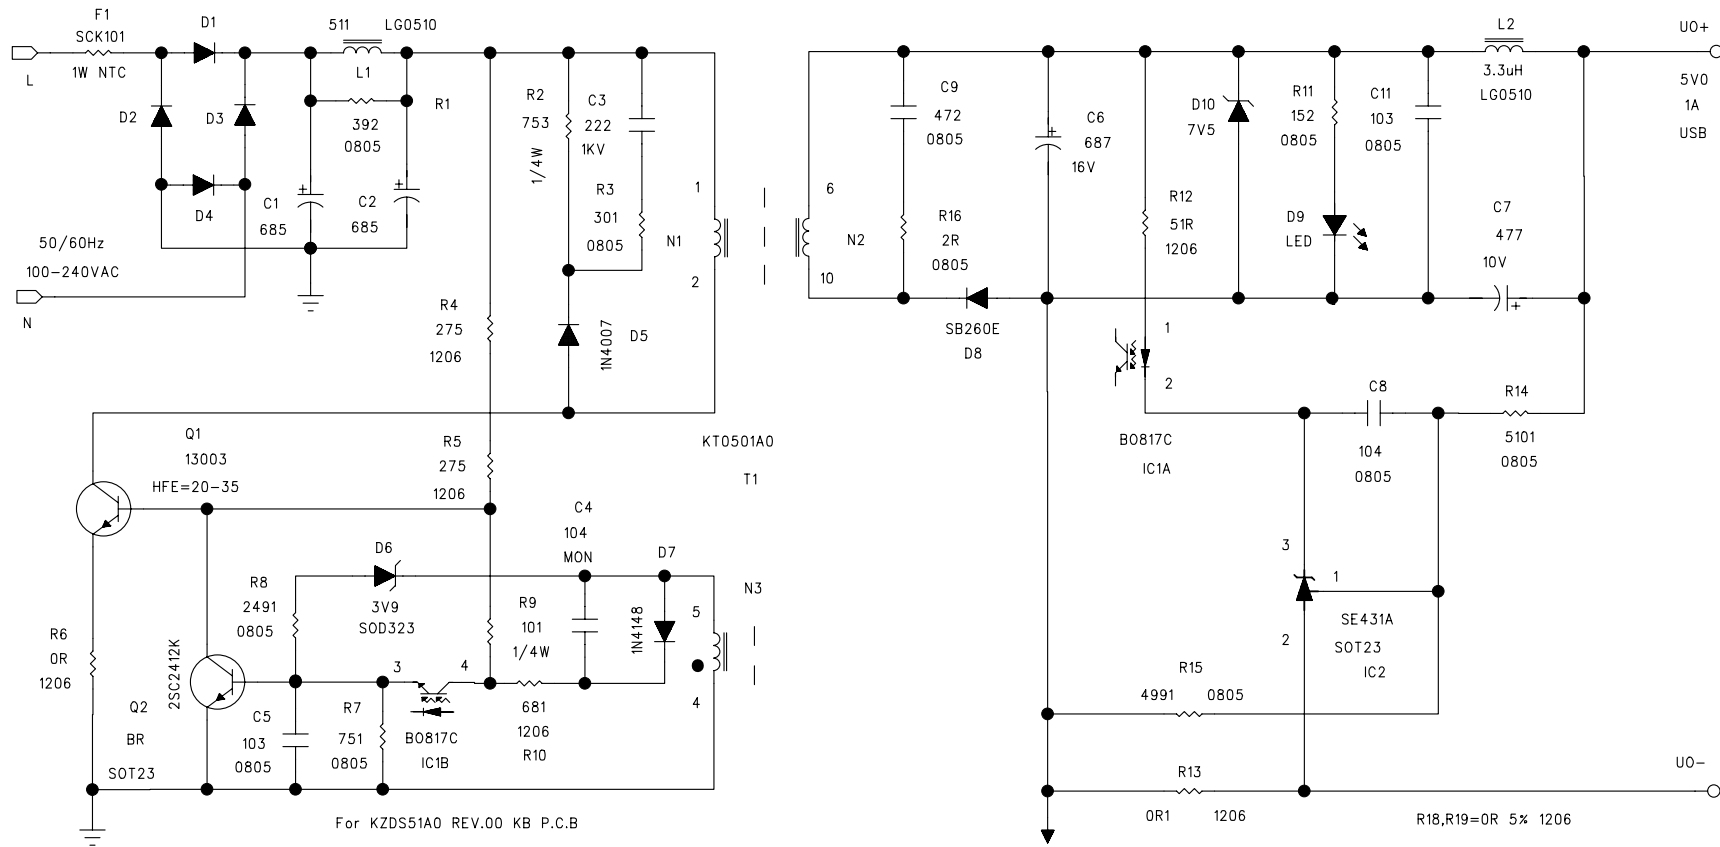 F1
SCK101
1W NTC
L
D1
D2
D3
D4
50/60Hz
100-240VAC
N
511 LG0510
L1
R1
392
0805
C1
685
C2
685
R2
753
1/4W
C3
222
1KV
R3
301
0805
1
N1
2
R4
275
1206
1N4007
D5
R5
275
1206
KT0501A0
T1
Q1
13003
HFE=20-35
R6
0R
1206
Q2
BR
SOT23
2SC2412K
R8
2491
0805
D6
3V9
SOD323
C4
104
MON
D7
1N4148
R9
101
1/4W
N3
5
4
3
4
C5
103
0805
R7
751
0805
BO817C
IC1B
681
1206
R10
For KZDS51A0 REV.00 KB P.C.B
6
N2
10
C9
472
0805
R16
2R
0805
SB260E
D8
C6
687
16V
R12
51R
1206
D10
7V5
R11
152
0805
D9
LED
C11
103
0805
L2
3.3uH
LG0510
UO+
5V0
1A
USB
C7
477
10V
1
2
BO817C
IC1A
C8
104
0805
R14
5101
0805
3
1
2
SE431A
SOT23
IC2
R15
4991 0805
R13
0R1 1206
UO-
R18,R19=0R 5% 1206